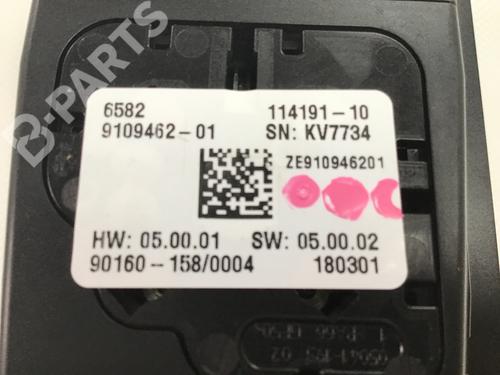 B-PARTS
6582 114191-10
9109462-01 SN: KV7734
ZE910946201
HW: 05.00.01 SW: 05.00.02
90160-158/0004 180301